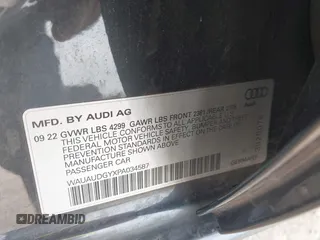 MFD. BY AUDI AG
09 22 GVWR LBS 4299 GAWR LBS FRONT 2381 REAR
THIS VEHICLE CONFORMS TO ALL APPLICABLE
FEDERAL MOTOR VEHICLE SAFETY, BUMPER, AND
THEFT PREVENTION STANDARDS IN EFFECT ON THE DATE OF
MANUFACTURE SHOWN ABOVE
PASSENGER CAR
WAUAUDGYXPA034587
Audi
DREAMBID